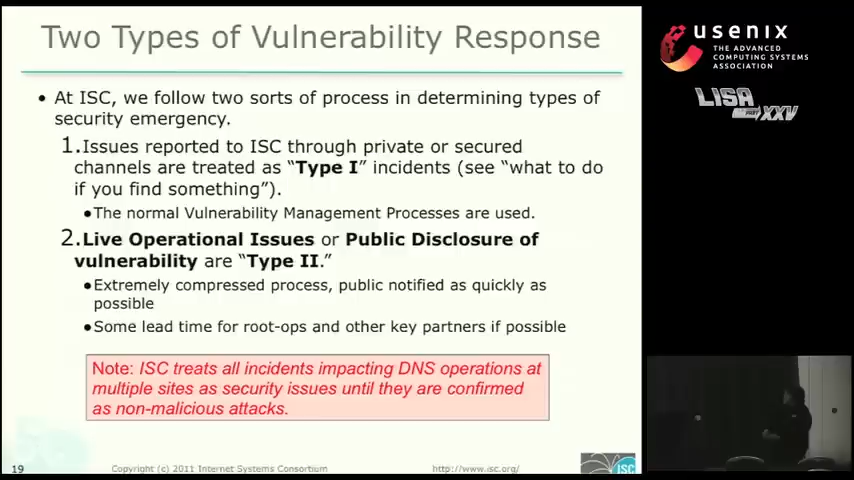 Two Types of Vulnerability Response
• At ISC, we follow two sorts of process in determining types of
security emergency.
1.Issues reported to ISC through private or secured
channels are treated as “Type I” incidents (see “what to do
if you find something”).
●The normal Vulnerability Management Processes are used.
2.Live Operational Issues or Public Disclosure of
vulnerability are “Type II.”
●Extremely compressed process, public notified as quickly as
possible
●Some lead time for root-ops and other key partners if possible
Note: ISC treats all incidents impacting DNS operations at
multiple sites as security issues until they are confirmed
as non-malicious attacks.
19
Copyright (c) 2011 Internet Systems Consortium
http://www.isc.org/
ISC
usenix
THE ADVANCED
COMPUTING SYSTEMS
ASSOCIATION
LISA
XXV